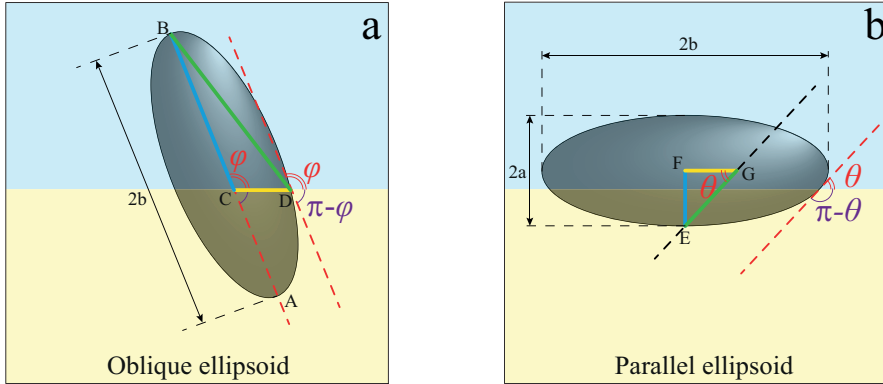 a
B
φ
φ
2b
C
D
π-φ
A
Oblique ellipsoid
b
2b
2a
F
G
θ
θ
π-θ
E
Parallel ellipsoid